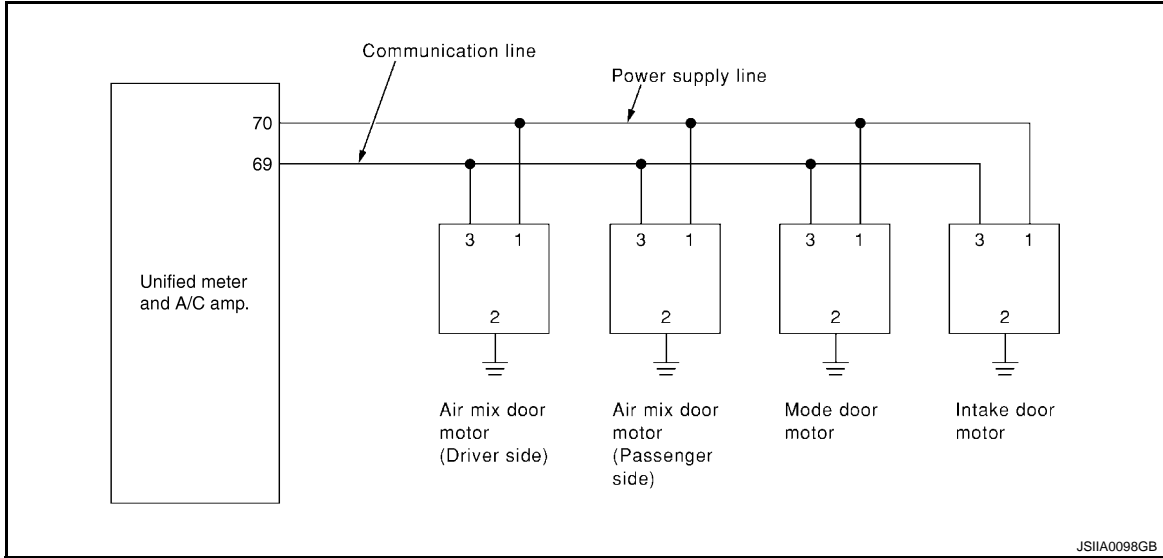 Communication line
Power supply line
70
69
3 1
3 1
3 1
3 1
Unified meter
and A/C amp.
2
2
2
2
Air mix door
motor
(Driver side)
Air mix door
motor
(Passenger
side)
Mode door
motor
Intake door
motor
JSIIA0098GB